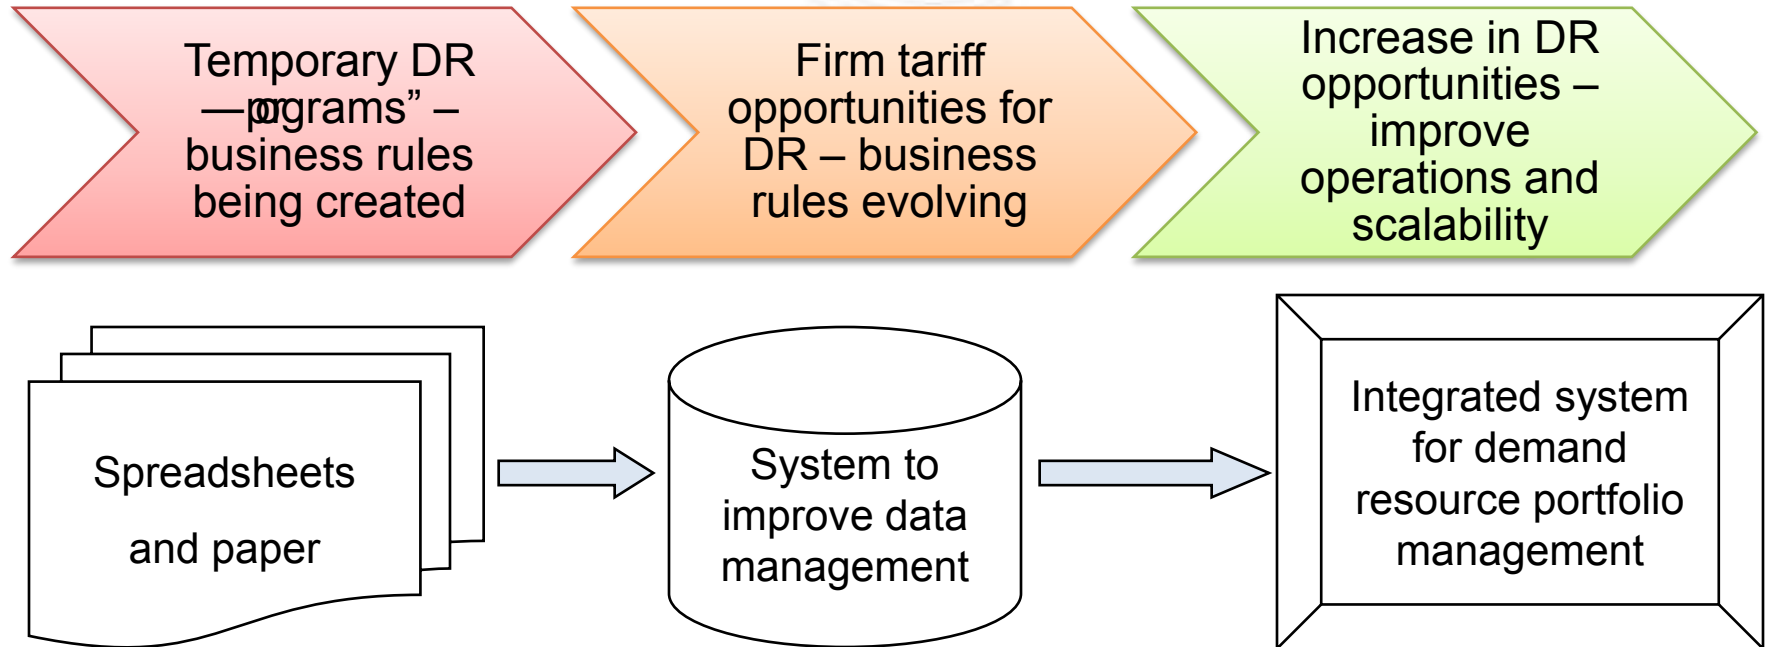 Temporary DR
―programs” –
business rules
being created
Firm tariff
opportunities for
DR – business
rules evolving
Increase in DR
opportunities –
improve
operations and
scalability
Spreadsheets
and paper
System to
improve data
management
Integrated system
for demand
resource portfolio
management